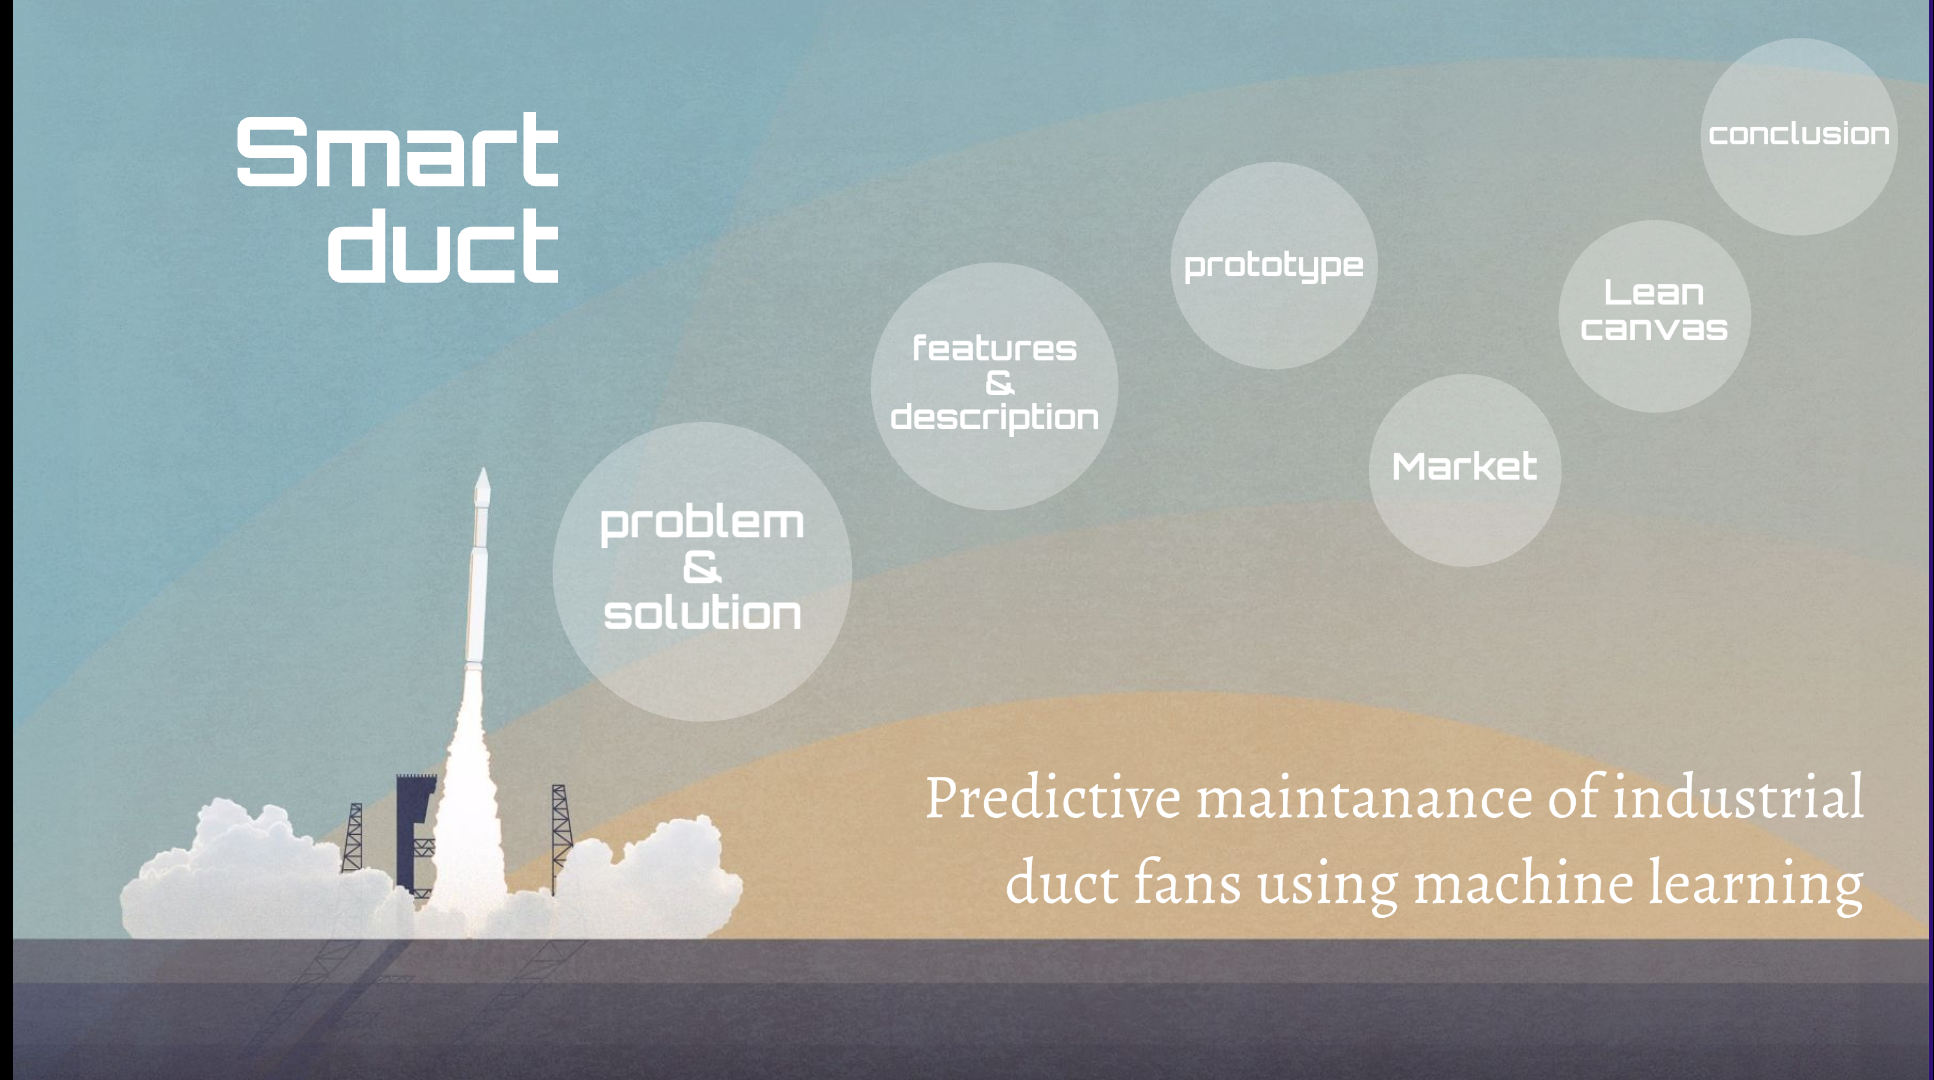 Smart
duct
problem
&
solution
features
&
description
prototype
Market
Lean
canvas
conclusion
Predictive maintanance of industrial
duct fans using machine learning